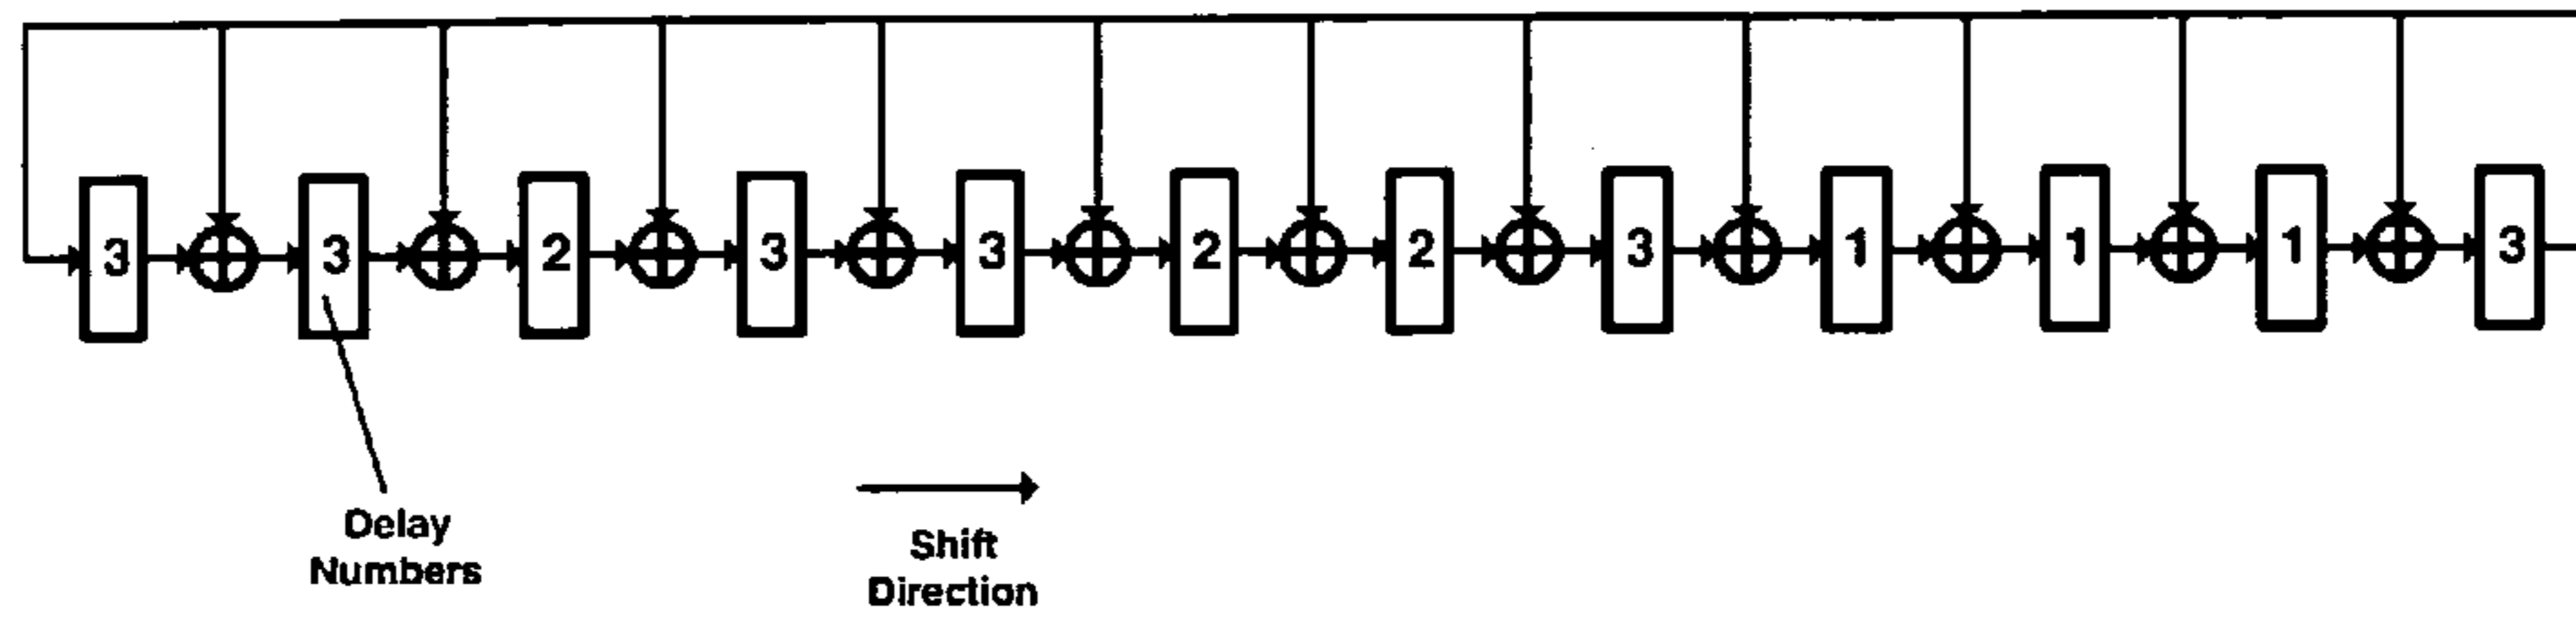 3 3 2 3 3 2 2 3 1 1 1 3
Delay
Numbers
Shift
Direction